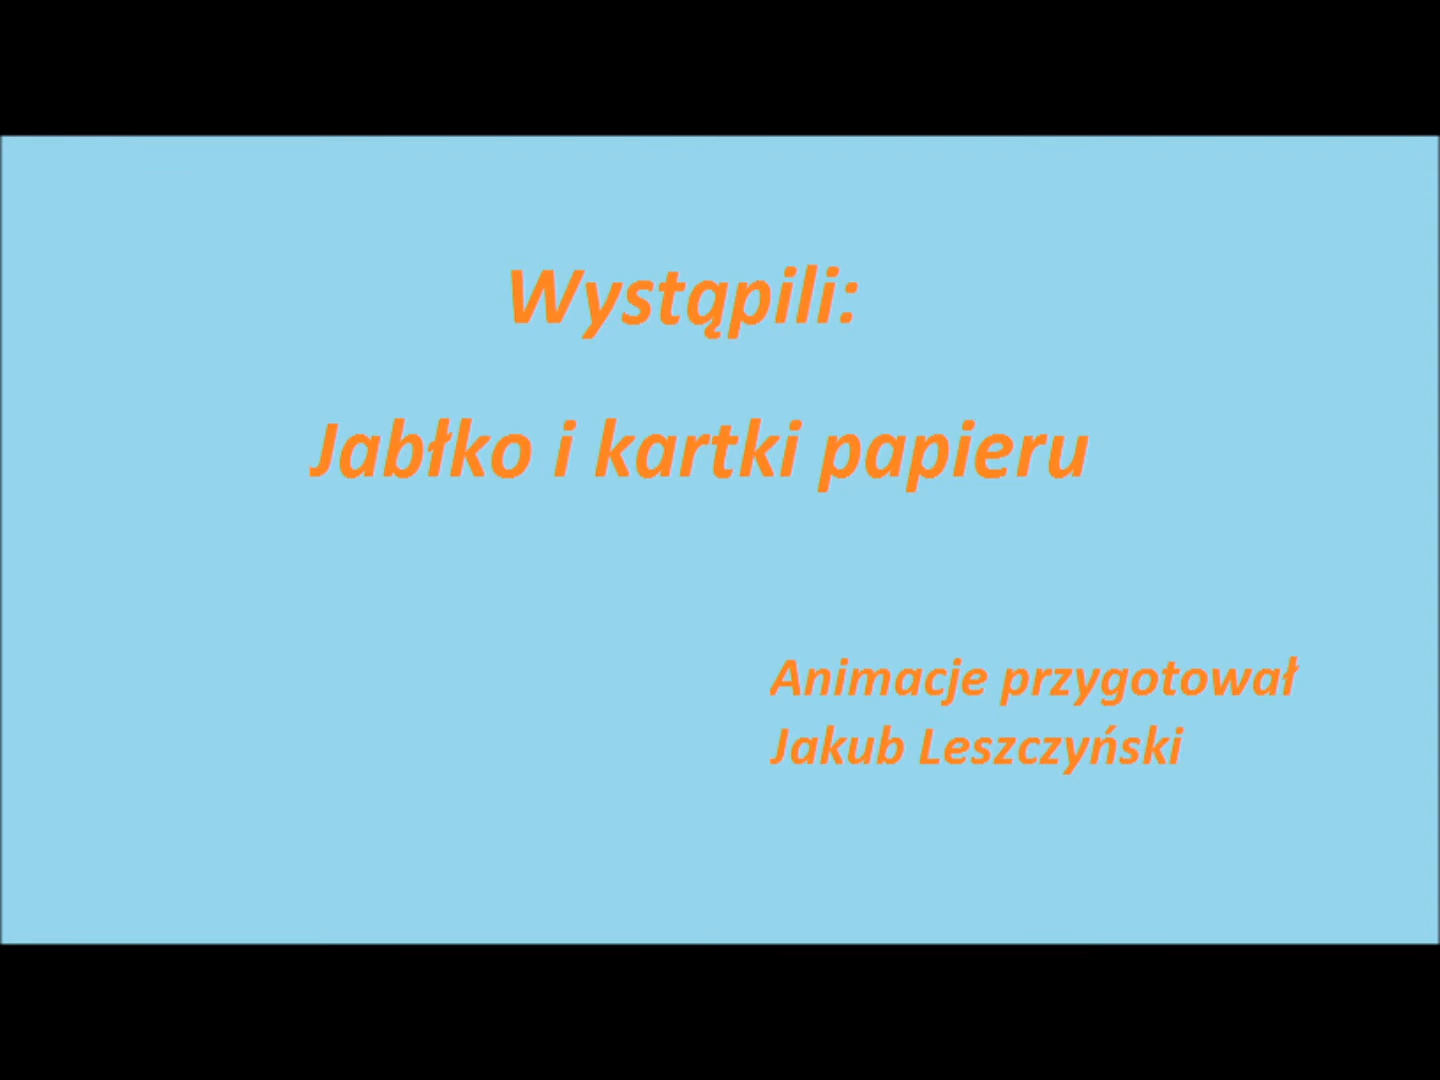 Wystąpili:
Jabłko i kartki papieru
Animacje przygotował
Jakub Leszczyński